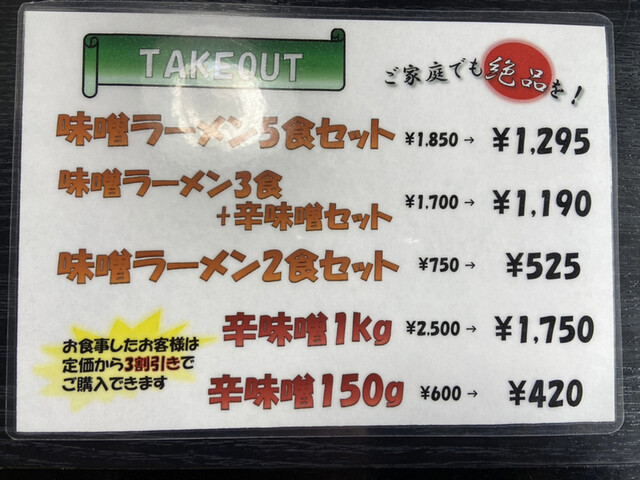 TAKEOUT
ご家庭でも絶品を!
味噌ラーメン5食セット ¥1.850→ ¥1,295
味噌ラーメン3食
+辛味噌セット ¥1.700→ ¥1,190
味噌ラーメン2食セット ¥750→ ¥525
辛味噌1kg ¥2.500→ ¥1,750
お食事したお客様は
定価から3割引きで
ご購入できます
辛味噌150g ¥600→ ¥420